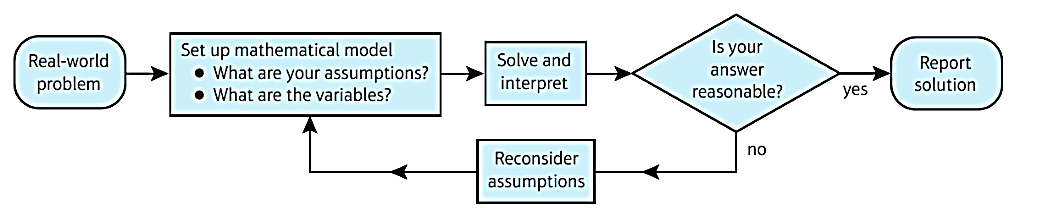 Real-world
problem
Set up mathematical model
● What are your assumptions?
● What are the variables?
Solve and
interpret
Is your
answer
reasonable?
yes
Report
solution
no
Reconsider
assumptions